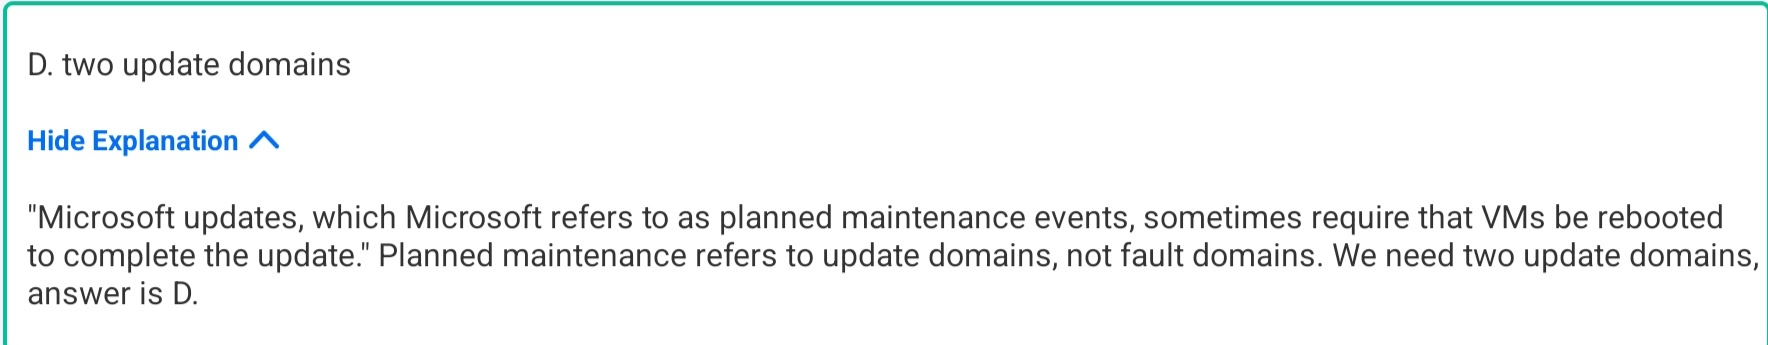 D. two update domains
Hide Explanation
"Microsoft updates, which Microsoft refers to as planned maintenance events, sometimes require that VMs be rebooted
to complete the update." Planned maintenance refers to update domains, not fault domains. We need two update domains,
answer is D.